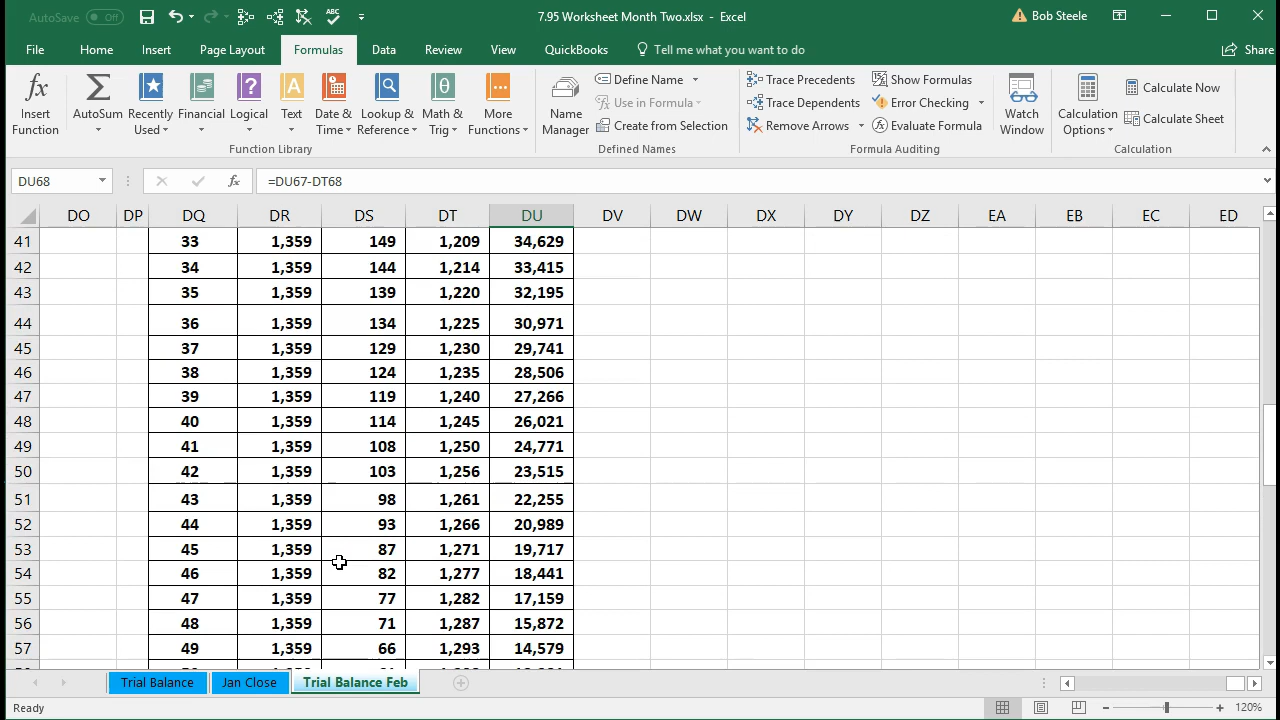 AutoSave Off 7.95 Worksheet Month Two.xlsx - Excel Bob Steele
File Home Insert Page Layout Formulas Data Review View QuickBooks Tell me what you want to do Share
Insert Function
AutoSum
Recently Used
Financial
Logical
Text
Date & Time
Lookup & Reference
Math & Trig
More Functions
Function Library
Name Manager
Define Name
Use in Formula
Create from Selection
Defined Names
Trace Precedents
Trace Dependents
Remove Arrows
Show Formulas
Error Checking
Evaluate Formula
Formula Auditing
Watch Window
Calculation Options
Calculate Now
Calculate Sheet
Calculation
DU68 fx =DU67-DT68
DO DP DQ DR DS DT DU DV DW DX DY DZ EA EB EC ED
41 33 1,359 149 1,209 34,629
42 34 1,359 144 1,214 33,415
43 35 1,359 139 1,220 32,195
44 36 1,359 134 1,225 30,971
45 37 1,359 129 1,230 29,741
46 38 1,359 124 1,235 28,506
47 39 1,359 119 1,240 27,266
48 40 1,359 114 1,245 26,021
49 41 1,359 108 1,250 24,771
50 42 1,359 103 1,256 23,515
51 43 1,359 98 1,261 22,255
52 44 1,359 93 1,266 20,989
53 45 1,359 87 1,271 19,717
54 46 1,359 82 1,277 18,441
55 47 1,359 77 1,282 17,159
56 48 1,359 71 1,287 15,872
57 49 1,359 66 1,293 14,579
Trial Balance Jan Close Trial Balance Feb
Ready 120%